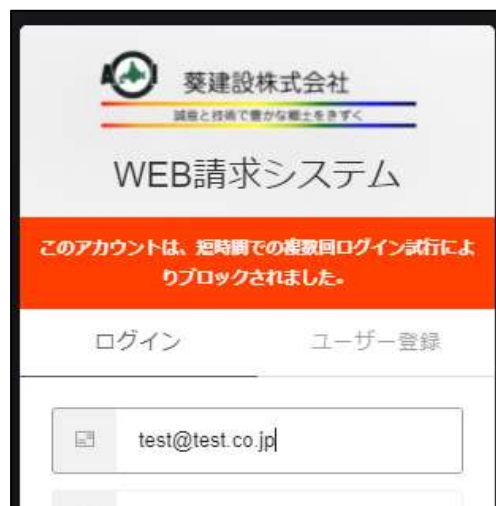 葵建設株式会社
誠意と技術で豊かな郷土をきずく
WEB請求システム
このアカウントは、短時間での複数回ログイン試行によ
りブロックされました。
ログイン
ユーザー登録
test@test.co.jp